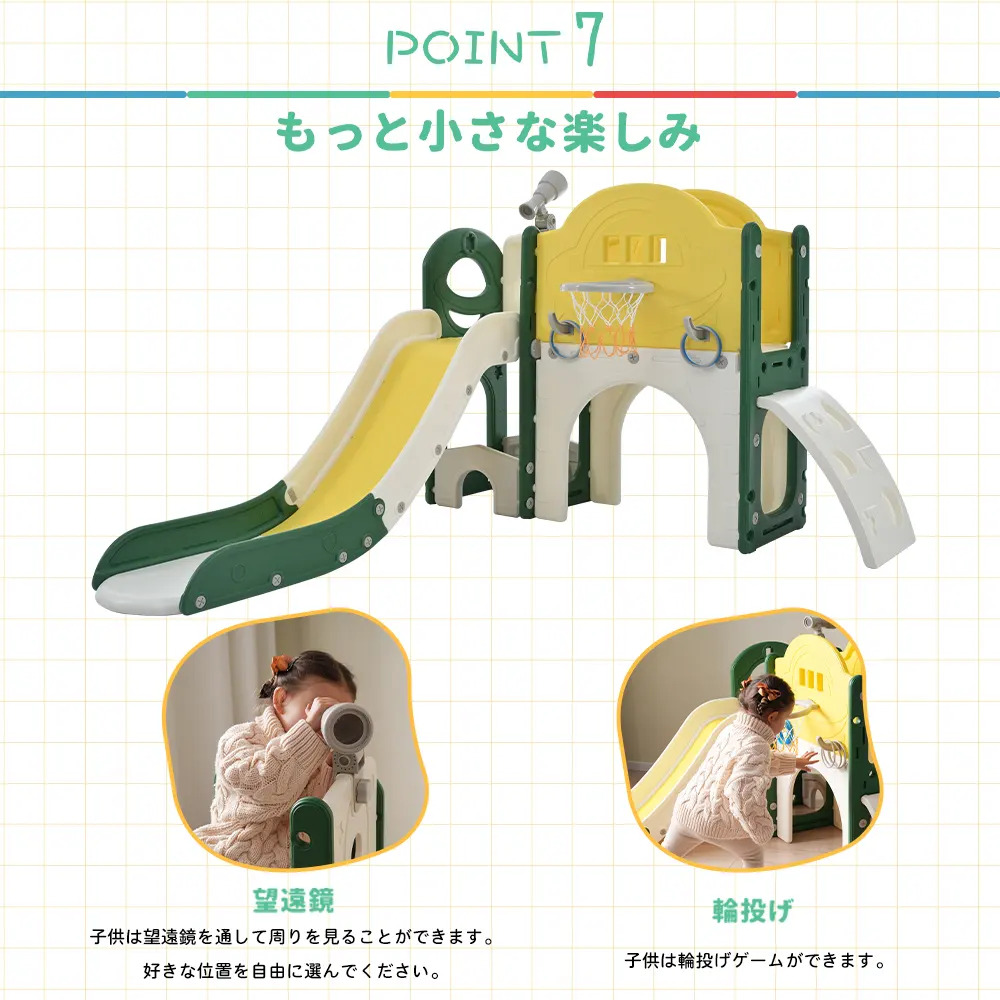 POINT 7
もっと小さな楽しみ
望遠鏡
子供は望遠鏡を通して周りを見ることができます。
好きな位置を自由に選んでください。
輪投げ
子供は輪投げゲームができます。